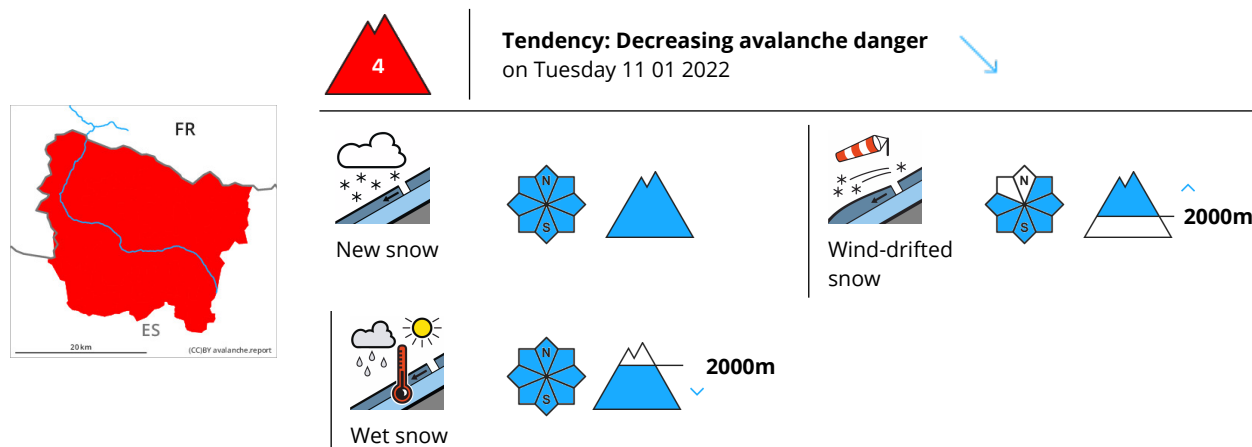 4
Tendency: Decreasing avalanche danger
on Tuesday 11 01 2022
FR
ES
20 km
(CC)BY avalanche.report
N
S
New snow
N
S
2000m
Wind-drifted
snow
N
S
2000m
Wet snow